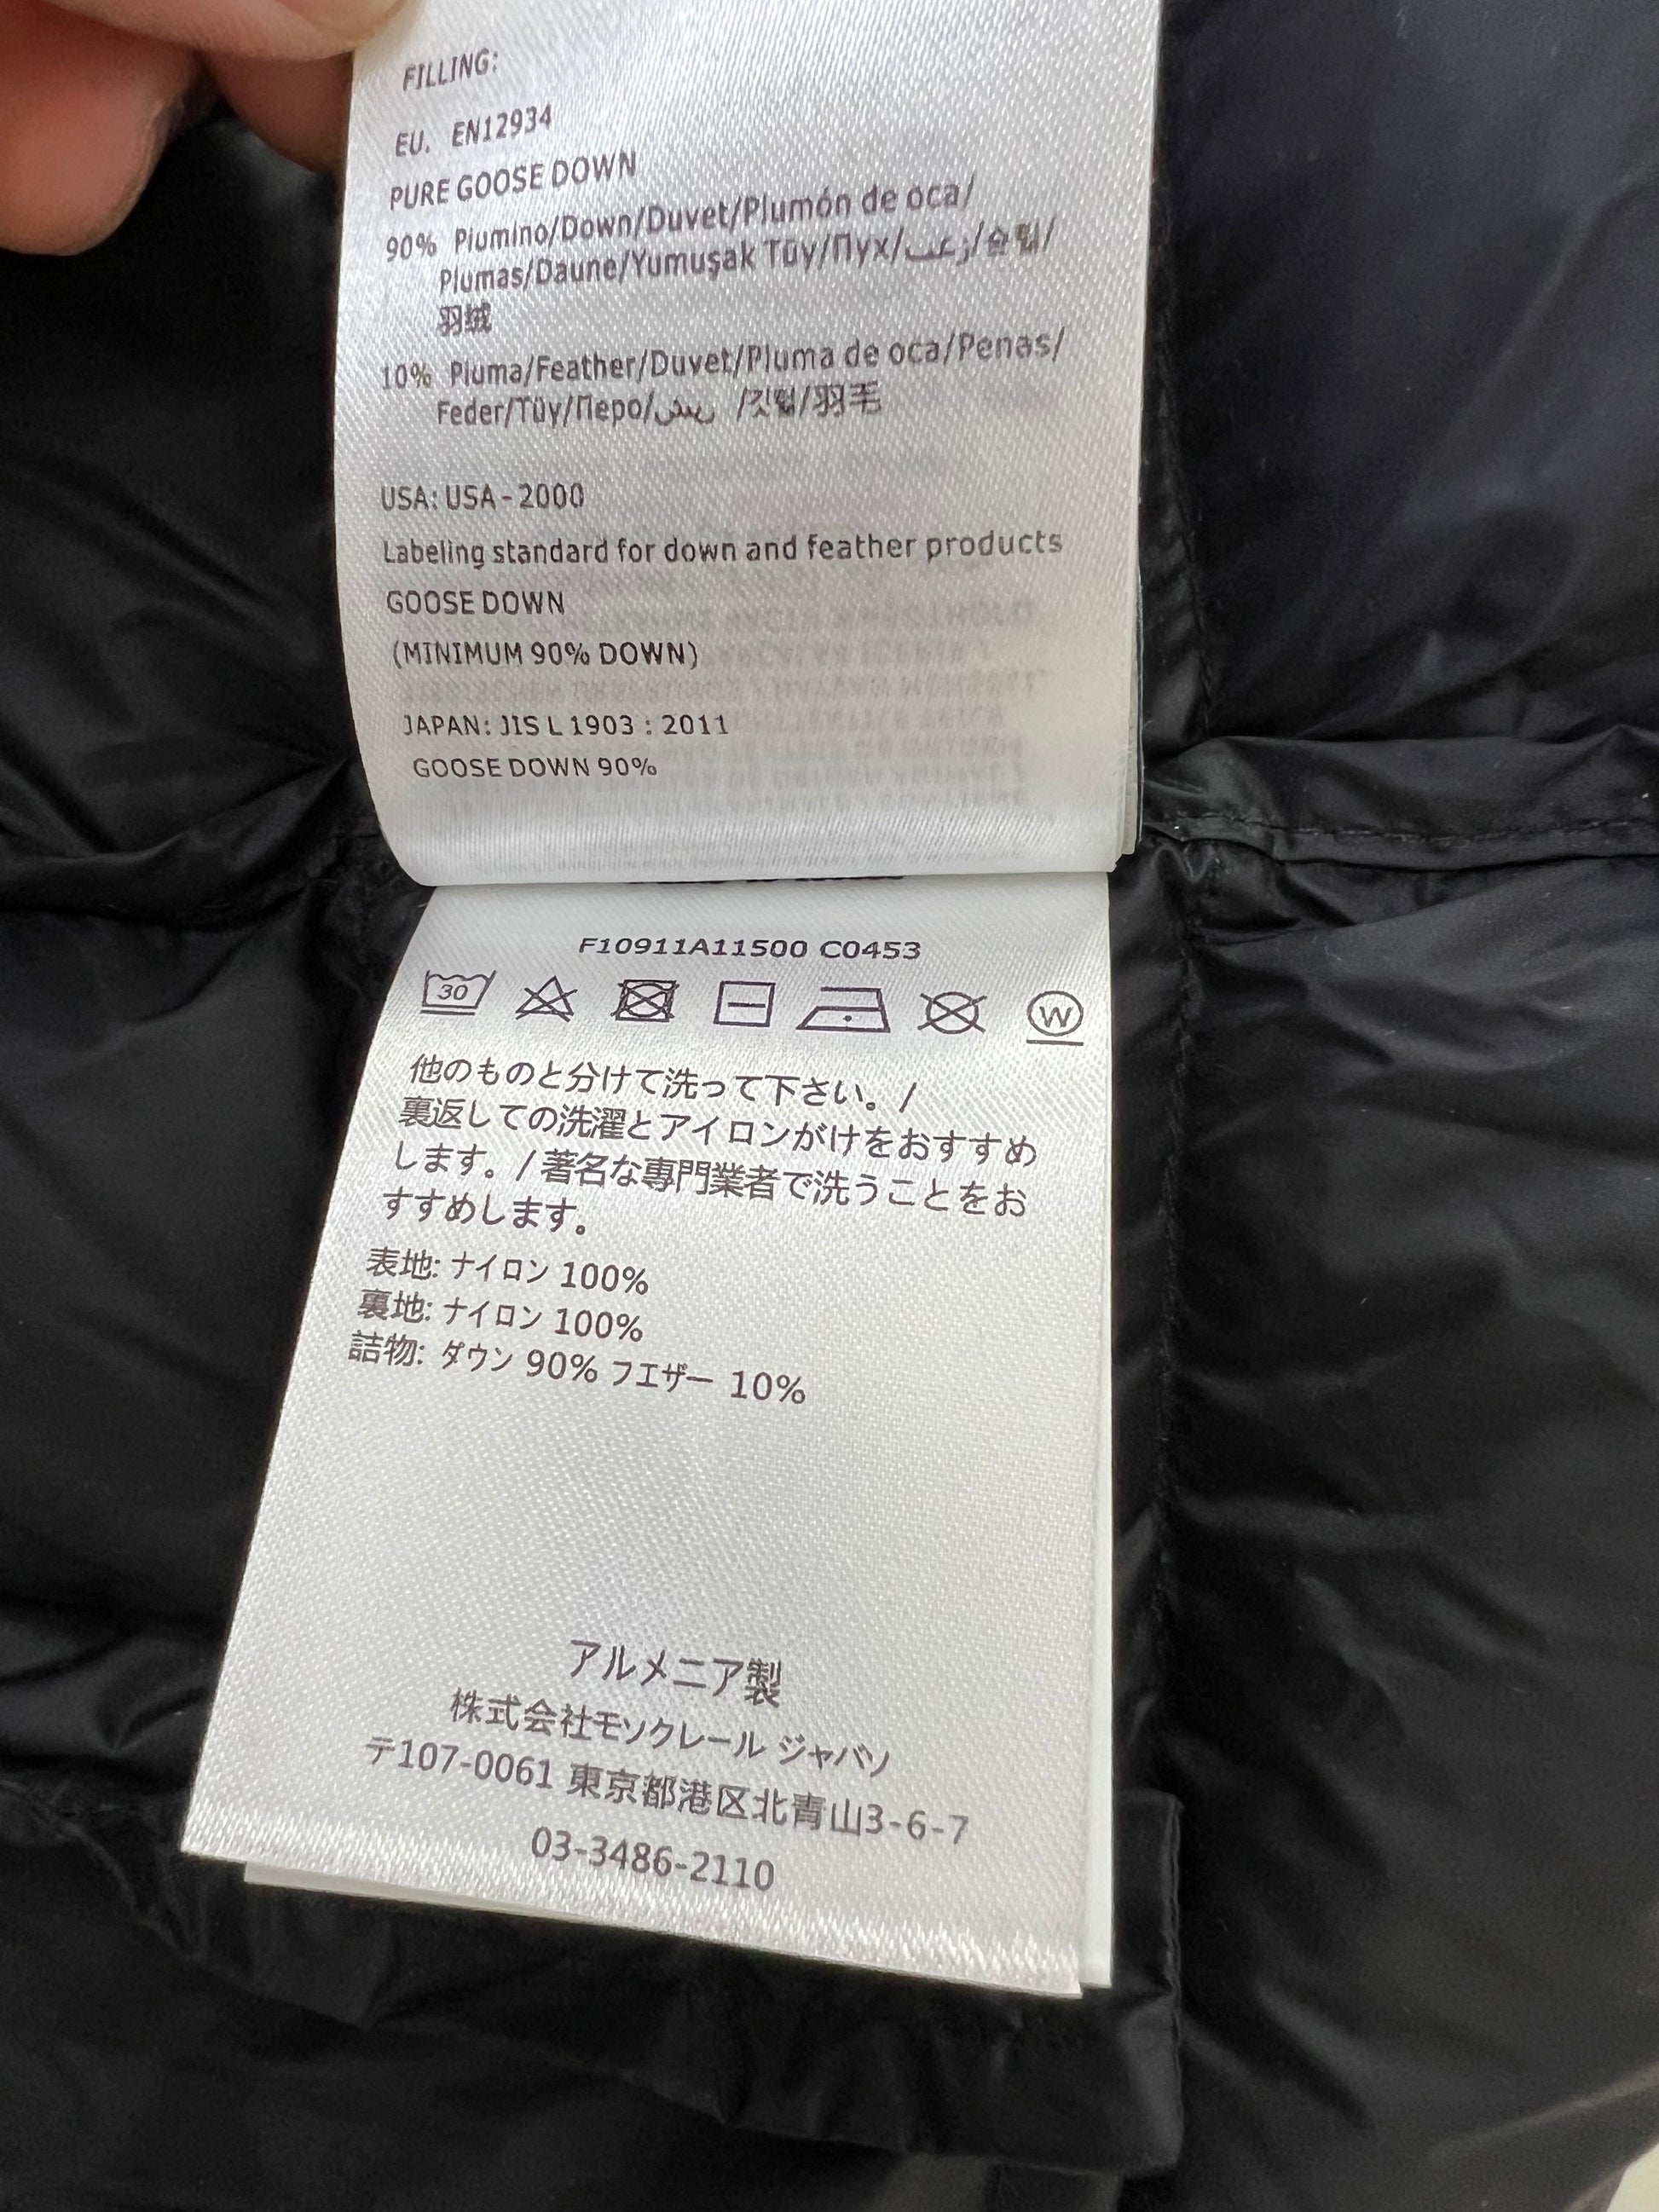 FILLING:
EU. EN12934
PURE GOOSE DOWN
90% Piumino/Down/Duvet/Plumón de oca/
Plumas/Daune/Yumuşak Tüy/Пух/زغب/솜털/
羽绒
10% Piuma/Feather/Duvet/Pluma de oca/Penas/
Feder/Tüy/Перо/ريش /깃털/羽毛
USA: USA - 2000
Labeling standard for down and feather products
GOOSE DOWN
(MINIMUM 90% DOWN)
JAPAN: JIS L 1903 : 2011
GOOSE DOWN 90%
F10911A11500 C0453
30 W
他のものと分けて洗って下さい。/
裏返しての洗濯とアイロンがけをおすすめ
します。/ 著名な專門業者で洗うことをお
すすめします。
表地: ナイロン 100%
裏地: ナイロン 100%
詰物: ダウン 90% フエザー 10%
アルメニア製
株式会社モソクレール ジャバソ
〒107-0061 東京都港区北青山3-6-7
03-3486-2110